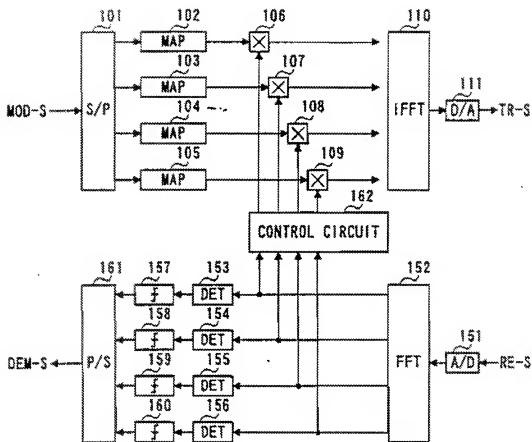 101 102 106 110
MAP
103 107
MAP 111
MOD-S S/P 104 108 IFFT D/A TR-S
MAP
105 109
MAP
162
CONTROL CIRCUIT
161 157 153 152
DET
158 154
DET 151
DEM-S P/S 159 155 FFT A/D RE-S
DET
160 156
DET